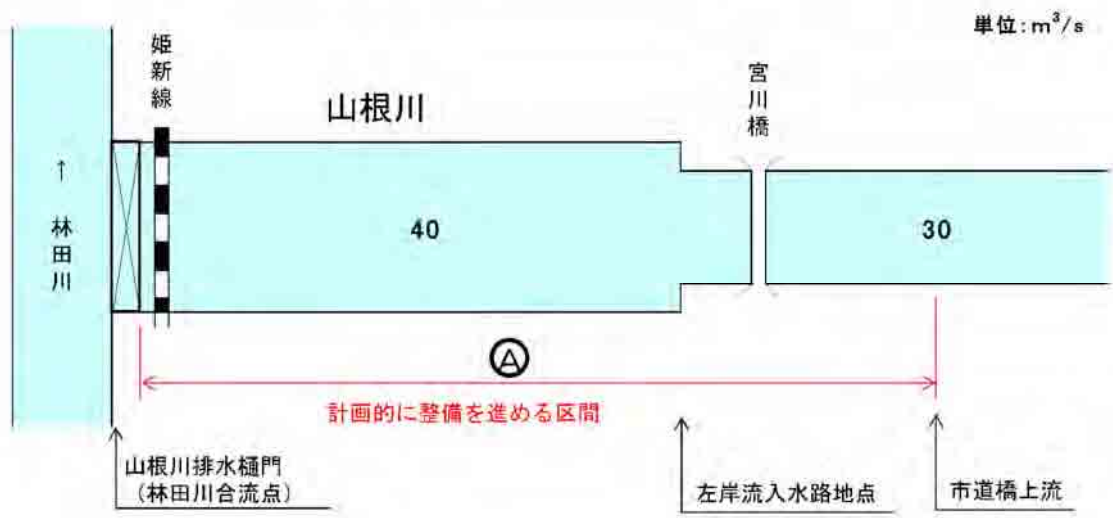 単位：m³/s
姫新線
山根川
宮川橋
↑ 林田川
40
30
Ⓐ
計画的に整備を進める区間
山根川排水樋門
（林田川合流点）
左岸流入水路地点
市道橋上流